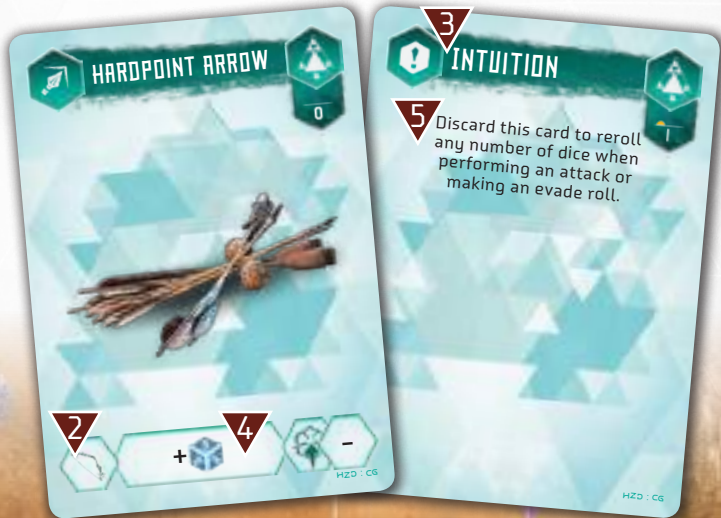 HARDPOINT ARROW
0
2
+
4
-
HZD : CG
3
INTUITION
1
5
Discard this card to reroll
any number of dice when
performing an attack or
making an evade roll.
HZD : CG